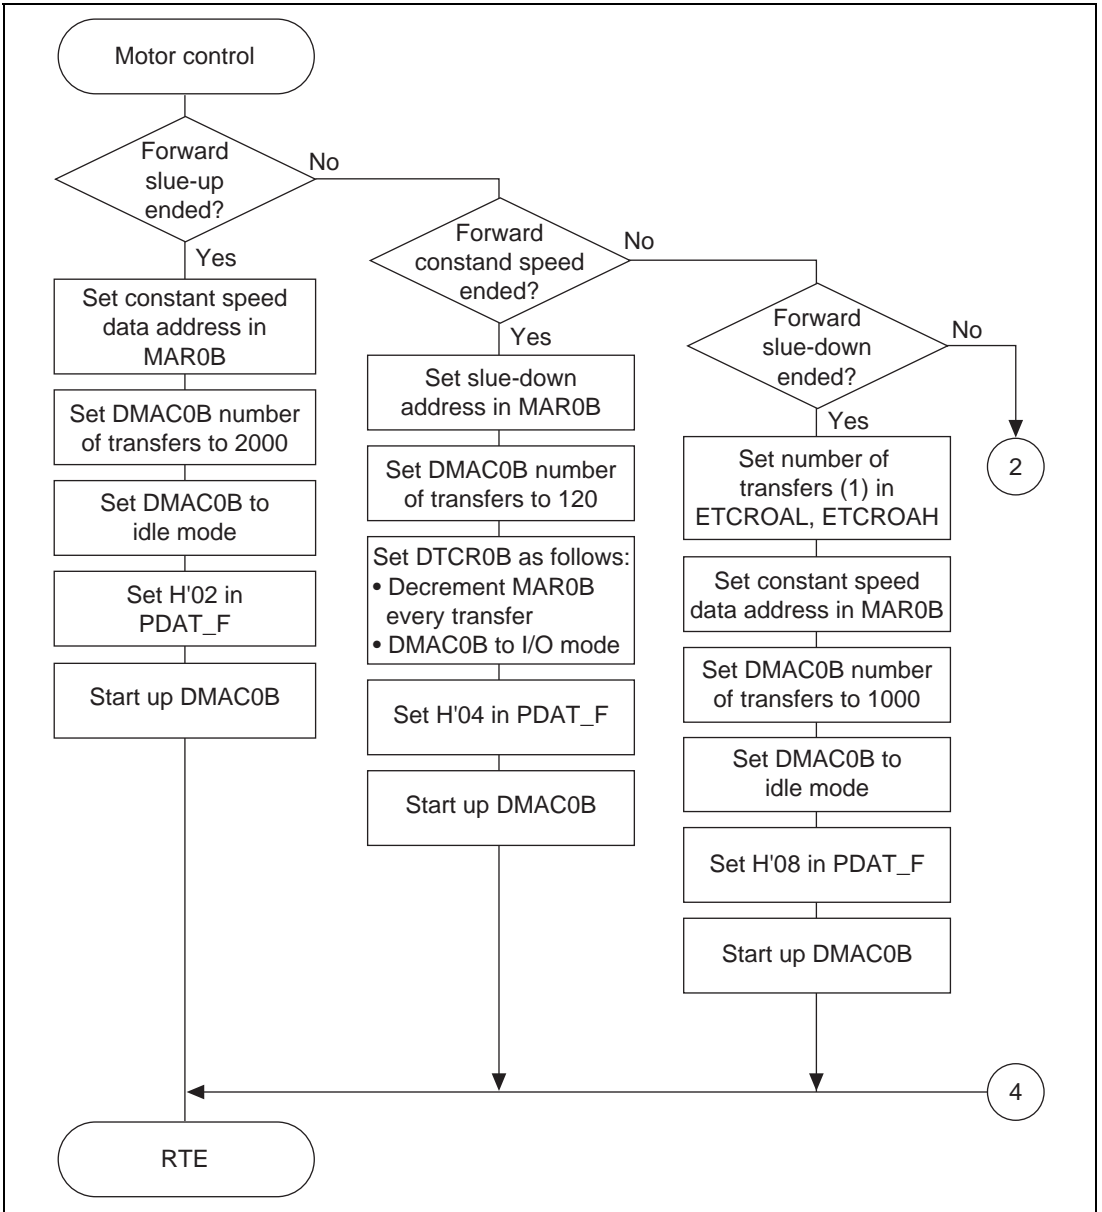 Motor control
Forward
slue-up
ended?
No
Yes
Set constant speed
data address in
MAR0B
Set DMAC0B number
of transfers to 2000
Set DMAC0B to
idle mode
Set H'02 in
PDAT_F
Start up DMAC0B
Forward
constand speed
ended?
No
Yes
Set slue-down
address in MAR0B
Set DMAC0B number
of transfers to 120
Set DTCR0B as follows:
• Decrement MAR0B
every transfer
• DMAC0B to I/O mode
Set H'04 in PDAT_F
Start up DMAC0B
Forward
slue-down
ended?
No
Yes
2
Set number of
transfers (1) in
ETCROAL, ETCROAH
Set constant speed
data address in MAR0B
Set DMAC0B number
of transfers to 1000
Set DMAC0B to
idle mode
Set H'08 in PDAT_F
Start up DMAC0B
4
RTE